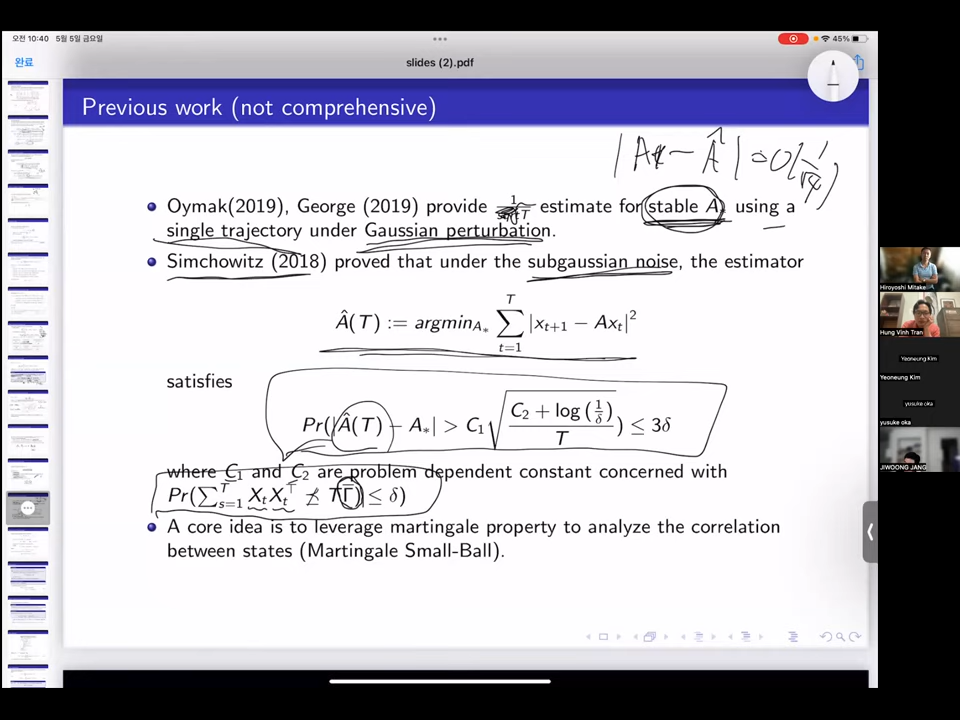 오전 10:40 5월 5일 금요일
45%
완료
slides (2).pdf
Previous work (not comprehensive)
|A* − Â| = O(1/√T)
Oymak(2019), George (2019) provide estimate for stable A* using a
single trajectory under Gaussian perturbation.
Simchowitz (2018) proved that under the subgaussian noise, the estimator
Â(T) := argmin_{A_*} ∑_{t=1}^{T} |x_{t+1} − Ax_t|²
satisfies
Pr(|Â(T) − A_*| > C₁√((C₂ + log(1/δ))/T)) ≤ 3δ
where C₁ and C₂ are problem dependent constant concerned with
Pr(∑_{s=1}^{T} X_t X_t^⊤ ⋠ TΓ̄) ≤ δ)
A core idea is to leverage martingale property to analyze the correlation
between states (Martingale Small-Ball).
Hiroyoshi Mitake
Hung Vinh Tran
Yeoneung Kim
Yeoneung Kim
yusuke oka
yusuke oka
JIWOONG JANG